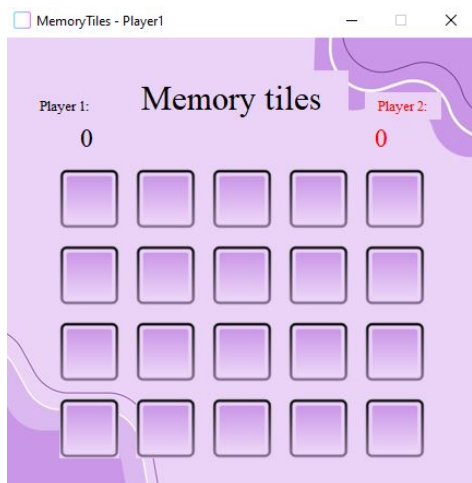 MemoryTiles - Player1
Memory tiles
Player 1:
Player 2:
0
0